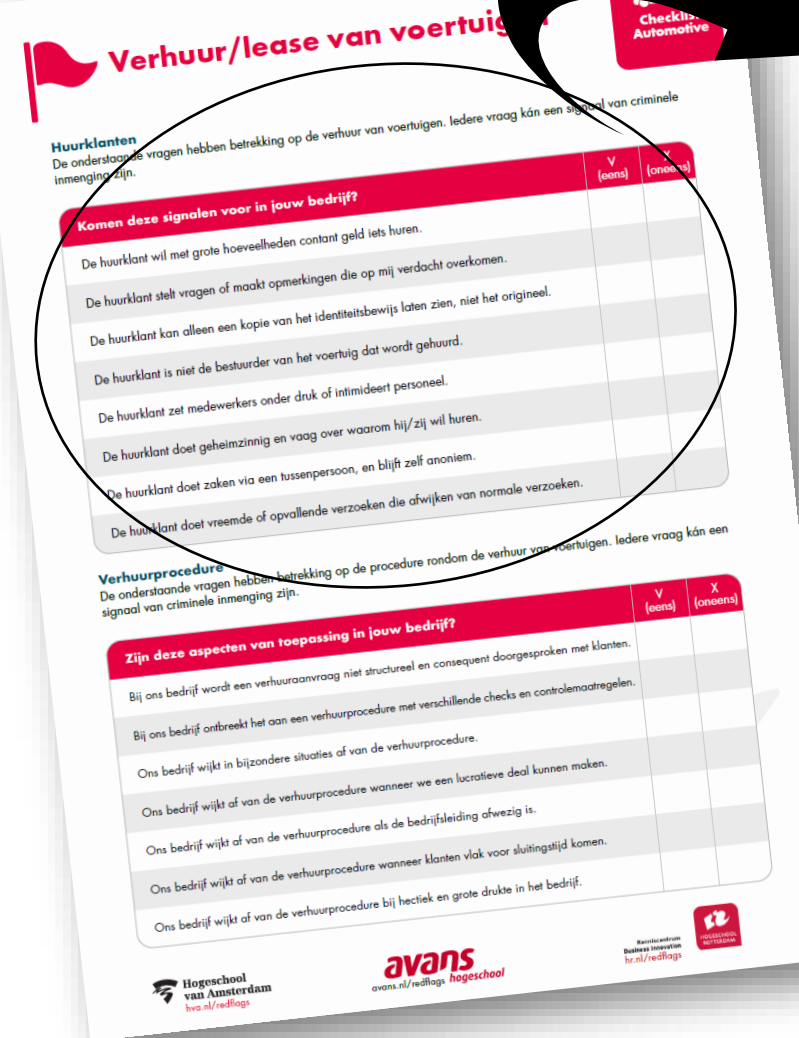 Verhuur/lease van voertuigen
Checklist
Automotive
Huurklanten
De onderstaande vragen hebben betrekking op de verhuur van voertuigen. Iedere vraag kán een signaal van criminele
inmenging zijn.
Komen deze signalen voor in jouw bedrijf?
V
(eens)
X
(oneens)
De huurklant wil met grote hoeveelheden contant geld iets huren.
De huurklant stelt vragen of maakt opmerkingen die op mij verdacht overkomen.
De huurklant kan alleen een kopie van het identiteitsbewijs laten zien, niet het origineel.
De huurklant is niet de bestuurder van het voertuig dat wordt gehuurd.
De huurklant zet medewerkers onder druk of intimideert personeel.
De huurklant doet geheimzinnig en vaag over waarom hij/zij wil huren.
De huurklant doet zaken via een tussenpersoon, en blijft zelf anoniem.
De huurklant doet vreemde of opvallende verzoeken die afwijken van normale verzoeken.
Verhuurprocedure
De onderstaande vragen hebben betrekking op de procedure rondom de verhuur van voertuigen. Iedere vraag kán een
signaal van criminele inmenging zijn.
Zijn deze aspecten van toepassing in jouw bedrijf?
V
(eens)
X
(oneens)
Bij ons bedrijf wordt een verhuuraanvraag niet structureel en consequent doorgesproken met klanten.
Bij ons bedrijf ontbreekt het aan een verhuurprocedure met verschillende checks en controlemaatregelen.
Ons bedrijf wijkt in bijzondere situaties af van de verhuurprocedure.
Ons bedrijf wijkt af van de verhuurprocedure wanneer we een lucratieve deal kunnen maken.
Ons bedrijf wijkt af van de verhuurprocedure als de bedrijfsleiding afwezig is.
Ons bedrijf wijkt af van de verhuurprocedure wanneer klanten vlak voor sluitingstijd komen.
Ons bedrijf wijkt af van de verhuurprocedure bij hectiek en grote drukte in het bedrijf.
Hogeschool
van Amsterdam
hva.nl/redflags
avans
hogeschool
avans.nl/redflags
Kenniscentrum
Business Innovation
hr.nl/redflags
HOGESCHOOL
ROTTERDAM